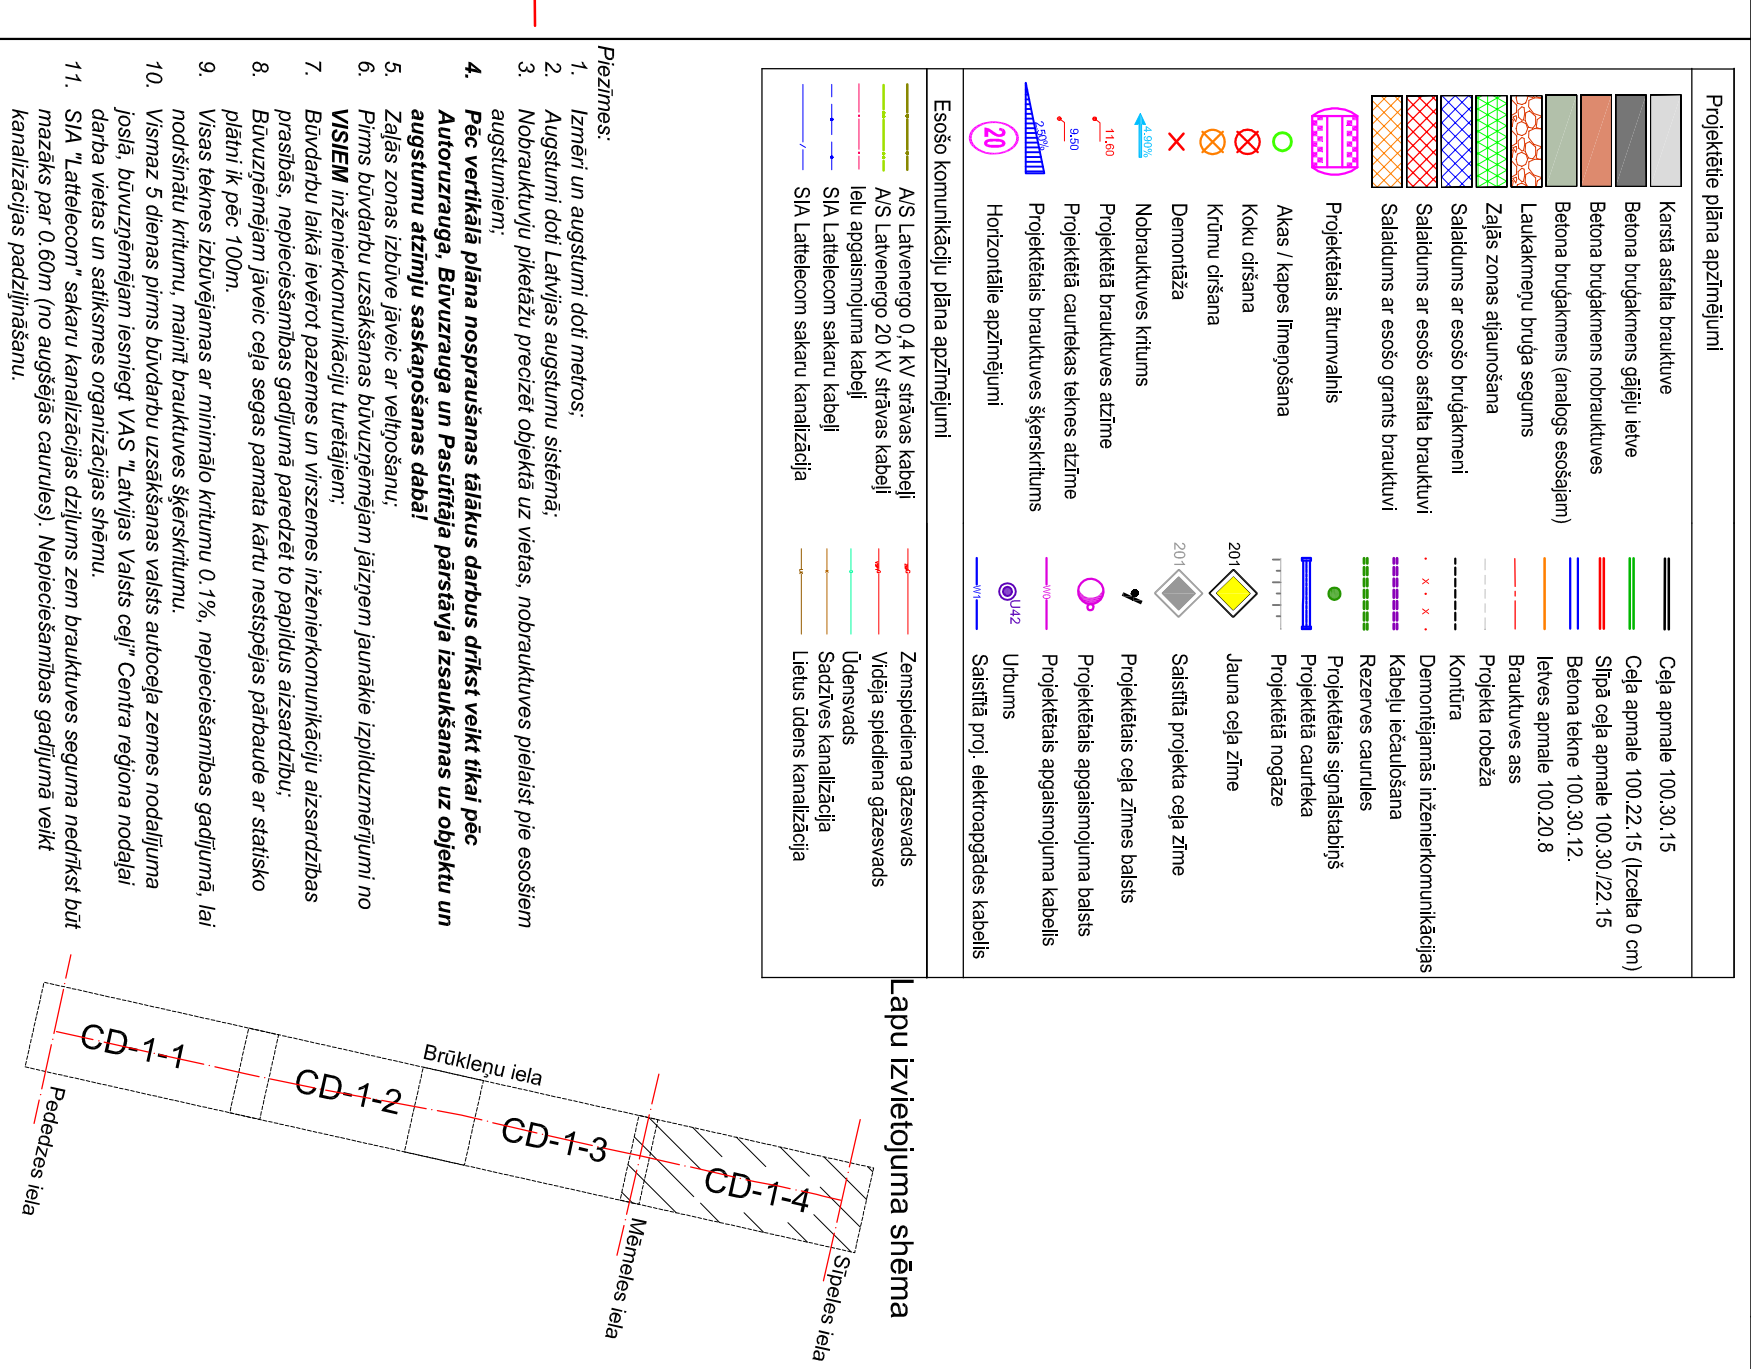 Projektētie plāna apzīmējumi
Karstā asfalta brauktuve
Betona bruģakmens gājēju ietve
Betona bruģakmens nobrauktuves
Betona bruģakmens (analogs esošajam)
Laukakmeņu bruģa segums
Zaļās zonas atjaunošana
Salaidums ar esošo bruģakmeni
Salaidums ar esošo asfalta brauktuvi
Salaidums ar esošo grants brauktuvi
Projektētais ātrumvalnis
Akas / kapes līmeņošana
Koku ciršana
Krūmu ciršana
Demontāža
4.90%
Nobrauktuves kritums
11.60
Projektētā brauktuves atzīme
9.50
Projektētā caurtekas teknes atzīme
2.50%
Projektētais brauktuves šķerskritums
20
Horizontālie apzīmējumi
Ceļa apmale 100.30.15
Ceļa apmale 100.22.15 (Izcelta 0 cm)
Slīpā ceļa apmale 100.30./22.15
Betona tekne 100.30.12.
Ietves apmale 100.20.8
Brauktuves ass
Projekta robeža
Kontūra
x x
Demontējamās inženierkomunikācijas
Kabeļu iečaulošana
Rezerves caurules
Projektētais signālstabiņš
Projektētā caurteka
Projektētā nogāze
201
Jauna ceļa zīme
201
Saistītā projekta ceļa zīme
Projektētais ceļa zīmes balsts
Projektētais apgaismojuma balsts
W0
Projektētais apgaismojuma kabelis
U42
Urbums
W1
Saistītā proj. elektroapgādes kabelis
Esošo komunikāciju plāna apzīmējumi
A/S Latvenergo 0,4 kV strāvas kabeļi
A/S Latvenergo 20 kV strāvas kabeļi
Ielu apgaismojuma kabeļi
SIA Lattelecom sakaru kabeļi
SIA Lattelecom sakaru kanalizācija
Zemspiediena gāzesvads
Vidēja spiediena gāzesvads
Ūdensvads
Sadzīves kanalizācija
Lietus ūdens kanalizācija
Piezīmes:
1. Izmēri un augstumi doti metros;
2. Augstumi doti Latvijas augstumu sistēmā;
3. Nobrauktuvju piketāžu precizēt objektā uz vietas, nobrauktuves pielaist pie esošiem
augstumiem;
4. Pēc vertikālā plāna nospraušanas tālākus darbus drīkst veikt tikai pēc
Autoruzrauga, Būvuzrauga un Pasūtītāja pārstāvja izsaukšanas uz objektu un
augstumu atzīmju saskaņošanas dabā!
5. Zaļās zonas izbūve jāveic ar veltņošanu;
6. Pirms būvdarbu uzsākšanas būvuzņēmējam jāizņem jaunākie izpilduzmērījumi no
VISIEM inženierkomunikāciju turētājiem;
7. Būvdarbu laikā ievērot pazemes un virszemes inženierkomunikāciju aizsardzības
prasībās, nepieciešamības gadījumā paredzēt to papildus aizsardzību;
8. Būvuzņēmējam jāveic ceļa segas pamata kārtu nestspējas pārbaude ar statisko
plātni ik pēc 100m.
9. Visas teknes izbūvējamas ar minimālo kritumu 0.1%, nepieciešamības gadījumā, lai
nodršinātu kritumu, mainīt brauktuves šķērskritumu.
10. Vismaz 5 dienas pirms būvdarbu uzsākšanas valsts autoceļa zemes nodalījuma
joslā, būvuzņēmējam iesniegt VAS "Latvijas Valsts ceļi" Centra reģiona nodaļai
darba vietas un satiksmes organizācijas shēmu.
11. SIA "Lattelecom" sakaru kanalizācijas dziļums zem brauktuves seguma nedrīkst būt
mazāks par 0.60m (no augšējās caurules). Nepieciešamības gadījumā veikt
kanalizācijas padziļināšanu.
Lapu izvietojuma shēma
Brūkleņu iela
CD-1-1
CD-1-2
CD-1-3
CD-1-4
Pededzes iela
Mēmeles iela
Sīpeles iela